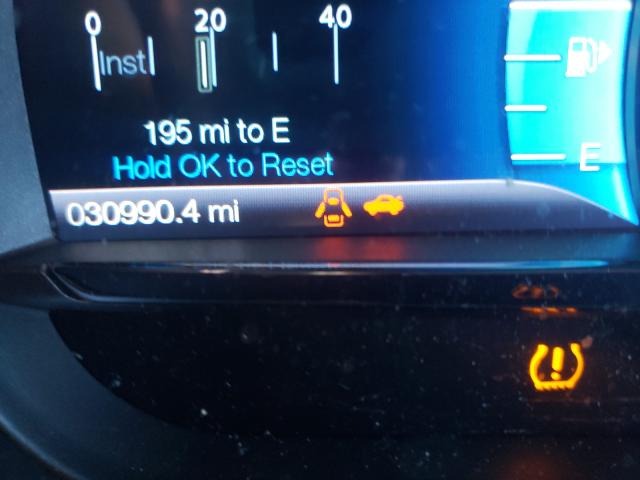 0 20 40
Inst
195 mi to E
Hold OK to Reset
E
030990.4 mi